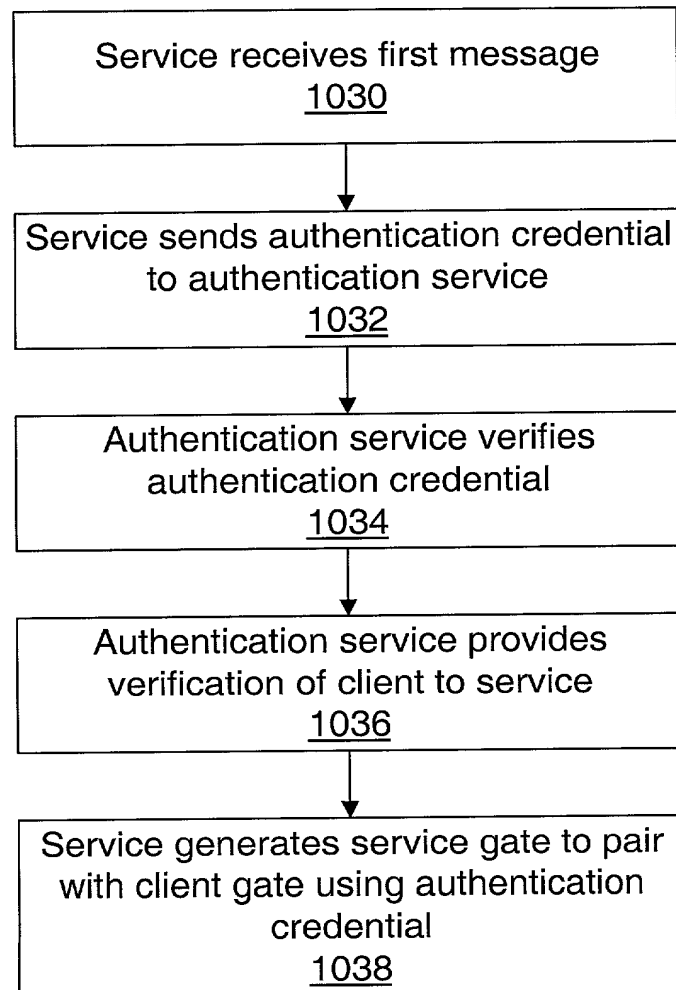 Service receives first message
1030
Service sends authentication credential
to authentication service
1032
Authentication service verifies
authentication credential
1034
Authentication service provides
verification of client to service
1036
Service generates service gate to pair
with client gate using authentication
credential
1038